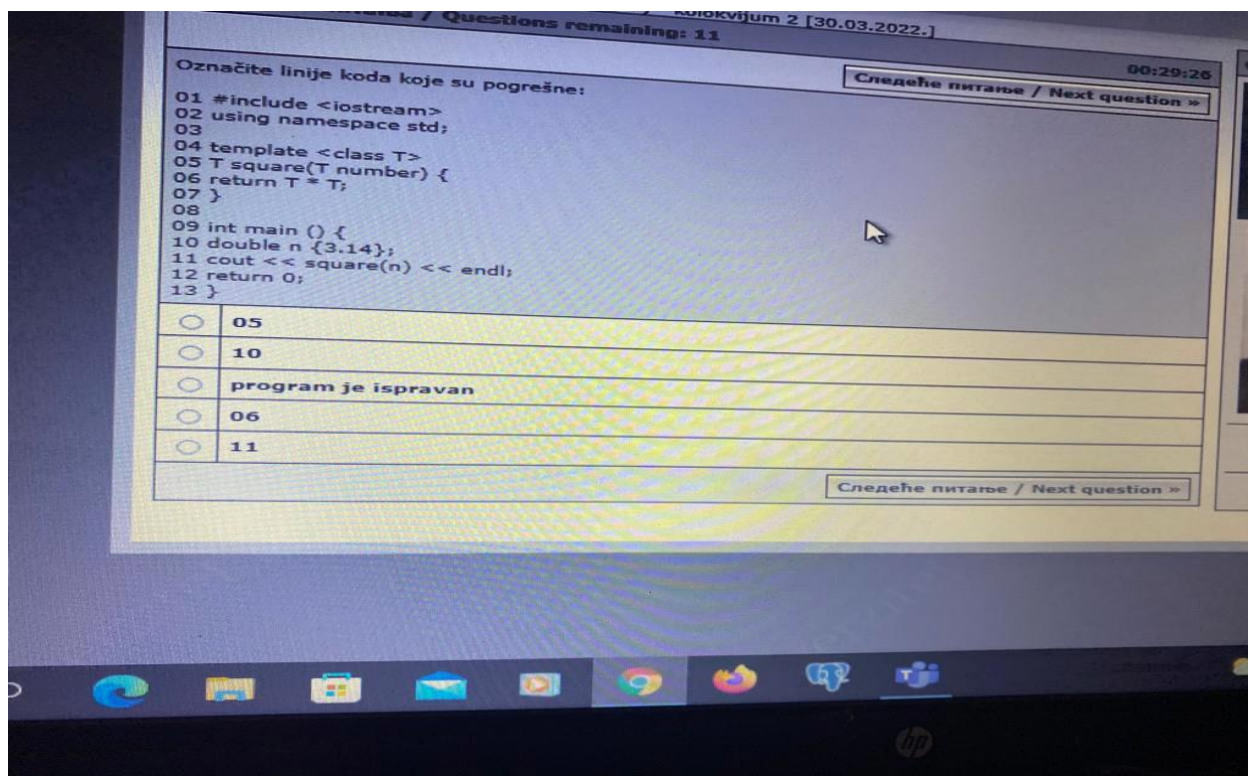 / Questions remaining: 11
kolokvijum 2 [30.03.2022.]
00:29:26
Označite linije koda koje su pogrešne:
Следеће питање / Next question »
01 #include <iostream>
02 using namespace std;
03
04 template <class T>
05 T square(T number) {
06 return T * T;
07 }
08
09 int main () {
10 double n {3.14};
11 cout << square(n) << endl;
12 return 0;
13 }
05
10
program je ispravan
06
11
Следеће питање / Next question »
hp